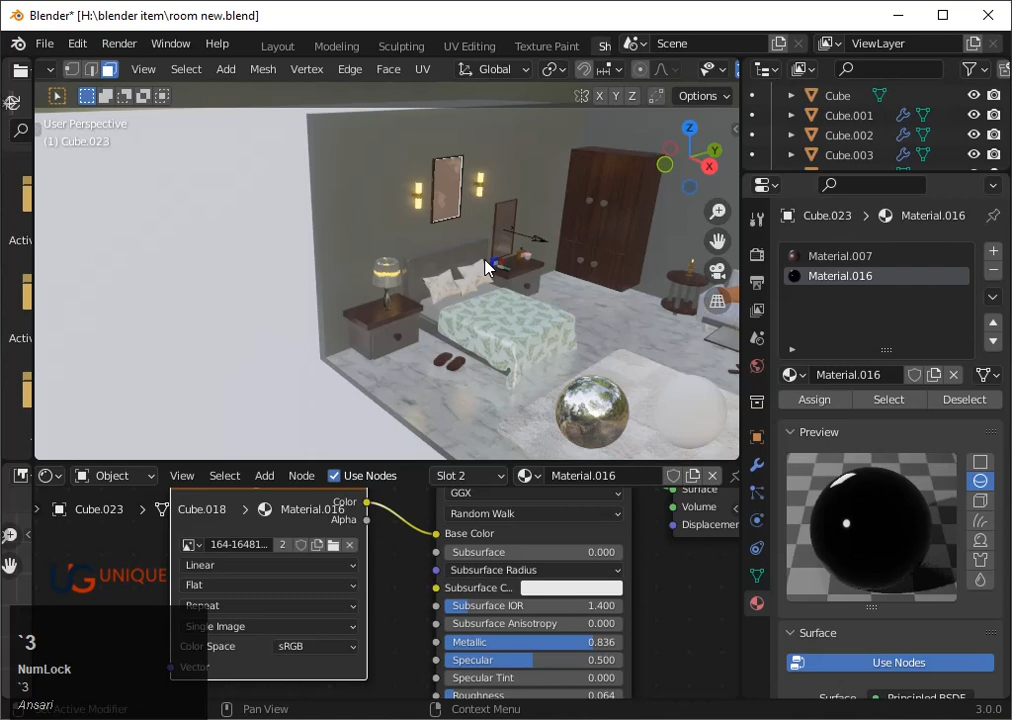 Blender* [H:\blender item\room new.blend]
File Edit Render Window Help Layout Modeling Sculpting UV Editing Texture Paint Sh Scene ViewLayer
View Select Add Mesh Vertex Edge Face UV Global
X Y Z Options
User Perspective
(1) Cube.023
Z
Y
X
Activ
Activ
Cube
Cube.001
Cube.002
Cube.003
Cube.023 Material.016
Material.007
Material.016
Material.016
Assign Select Deselect
Preview
Surface
Use Nodes
Surface Principled BSDF
Object View Select Add Node Use Nodes Slot 2 Material.016
Cube.023 Cube.018 Material.016
Color
Alpha
164-16481... 2
Linear
Flat
Repeat
Single Image
Color Space sRGB
Vector
GGX
Random Walk
Base Color
Subsurface 0.000
Subsurface Radius
Subsurface C...
Subsurface IOR 1.400
Subsurface Anisotropy 0.000
Metallic 0.836
Specular 0.500
Specular Tint 0.000
Roughness 0.064
Surface
Volume
Displacemen
UG UNIQUE
`3
NumLock
`3
Ansari
Set Active Modifier Pan View Context Menu 3.0.0